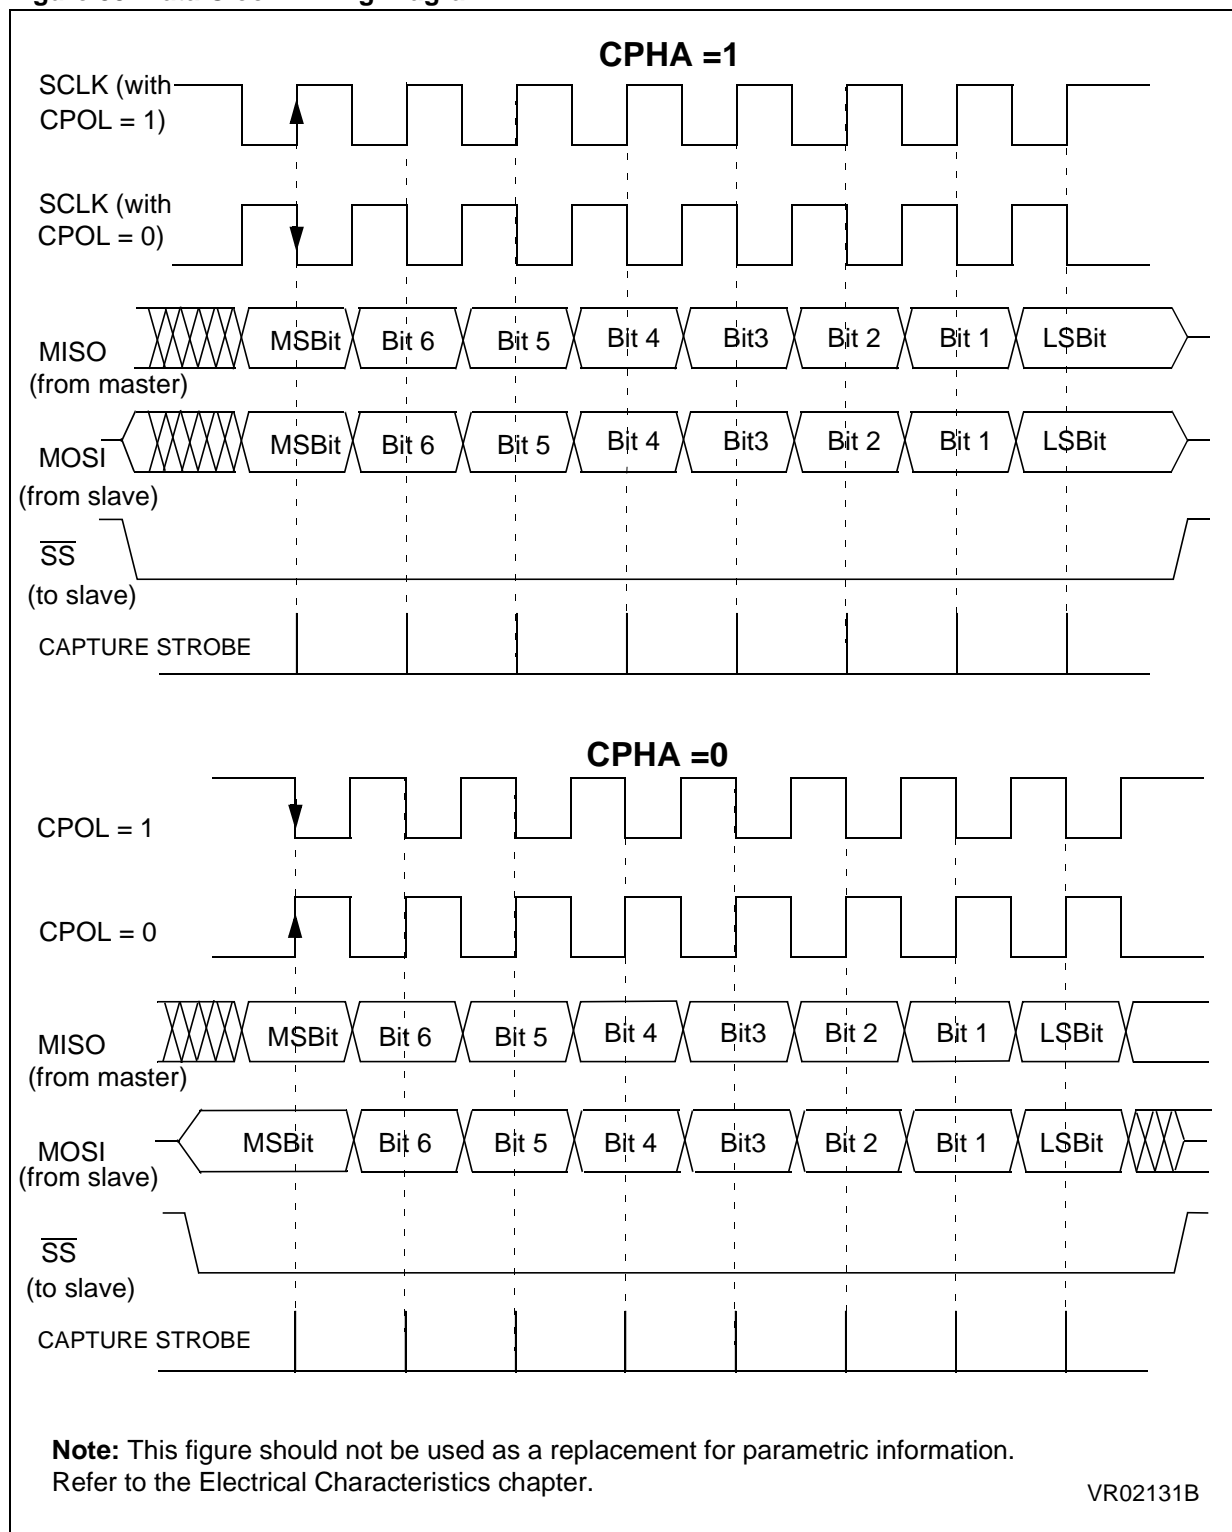 CPHA =1
SCLK (with
CPOL = 1)
SCLK (with
CPOL = 0)
MSBit Bit 6 Bit 5 Bit 4 Bit3 Bit 2 Bit 1 LSBit
MISO
(from master)
MSBit Bit 6 Bit 5 Bit 4 Bit3 Bit 2 Bit 1 LSBit
MOSI
(from slave)
SS
(to slave)
CAPTURE STROBE
CPHA =0
CPOL = 1
CPOL = 0
MSBit Bit 6 Bit 5 Bit 4 Bit3 Bit 2 Bit 1 LSBit
MISO
(from master)
MSBit Bit 6 Bit 5 Bit 4 Bit3 Bit 2 Bit 1 LSBit
MOSI
(from slave)
SS
(to slave)
CAPTURE STROBE
Note: This figure should not be used as a replacement for parametric information.
Refer to the Electrical Characteristics chapter.
VR02131B